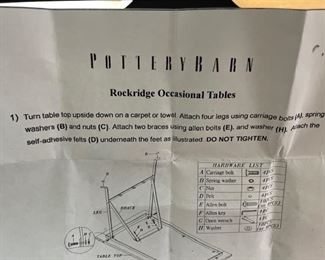 POTTERYBARN
Rockridge Occasional Tables
1) Turn table top upside down on a carpet or towel. Attach four legs using carriage bolts (A), spring
washers (B) and nuts (C). Attach two braces using allen bolts (E), and washer (H). Attach the
self-adhesive felts (D) underneath the feet as illustrated. DO NOT TIGHTEN.
HARDWARE LIST
A Carriage bolt
B Spring washer
C Nut
D Felt
E Allen bolt
F Allen key
G Open wrench
H Washer
LEG
BRACE
TABLE TOP